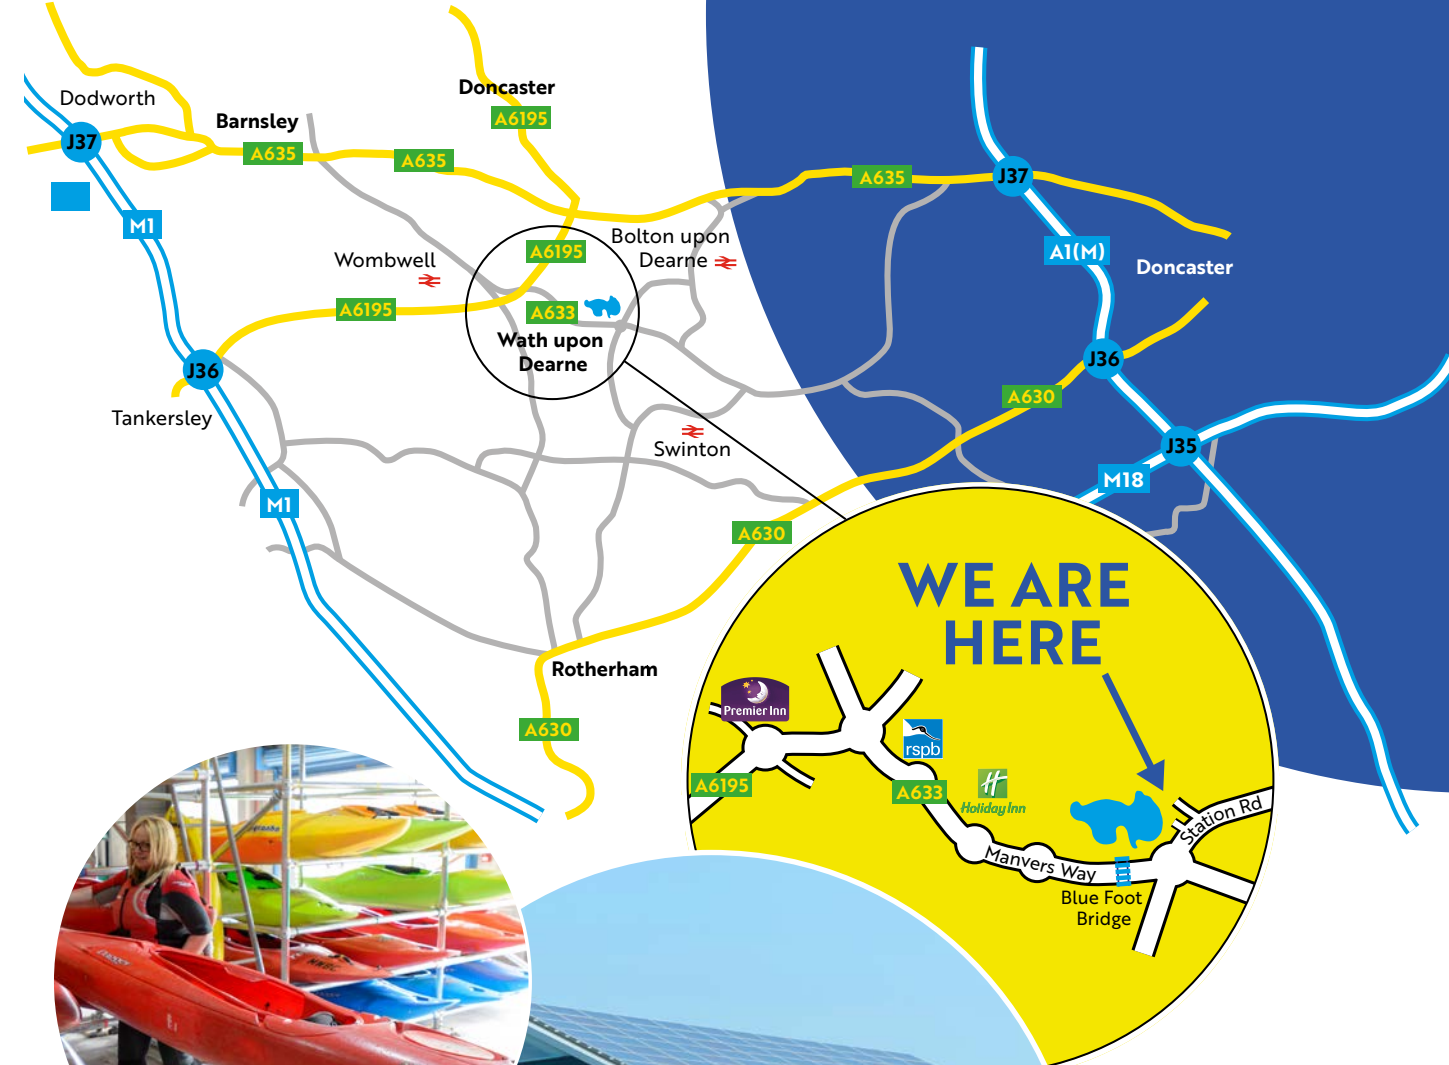 Dodworth
J37
M1
Barnsley
A635
A635
Doncaster
A6195
A635
J37
A1(M)
Doncaster
Wombwell
A6195
Bolton upon
Dearne
A6195
A633
Wath upon
Dearne
J36
Tankersley
M1
Swinton
J36
A630
J35
M18
A630
Rotherham
A630
WE ARE
HERE
Premier Inn
rspb
A6195
A633
Holiday Inn
Manvers Way
Station Rd
Blue Foot
Bridge